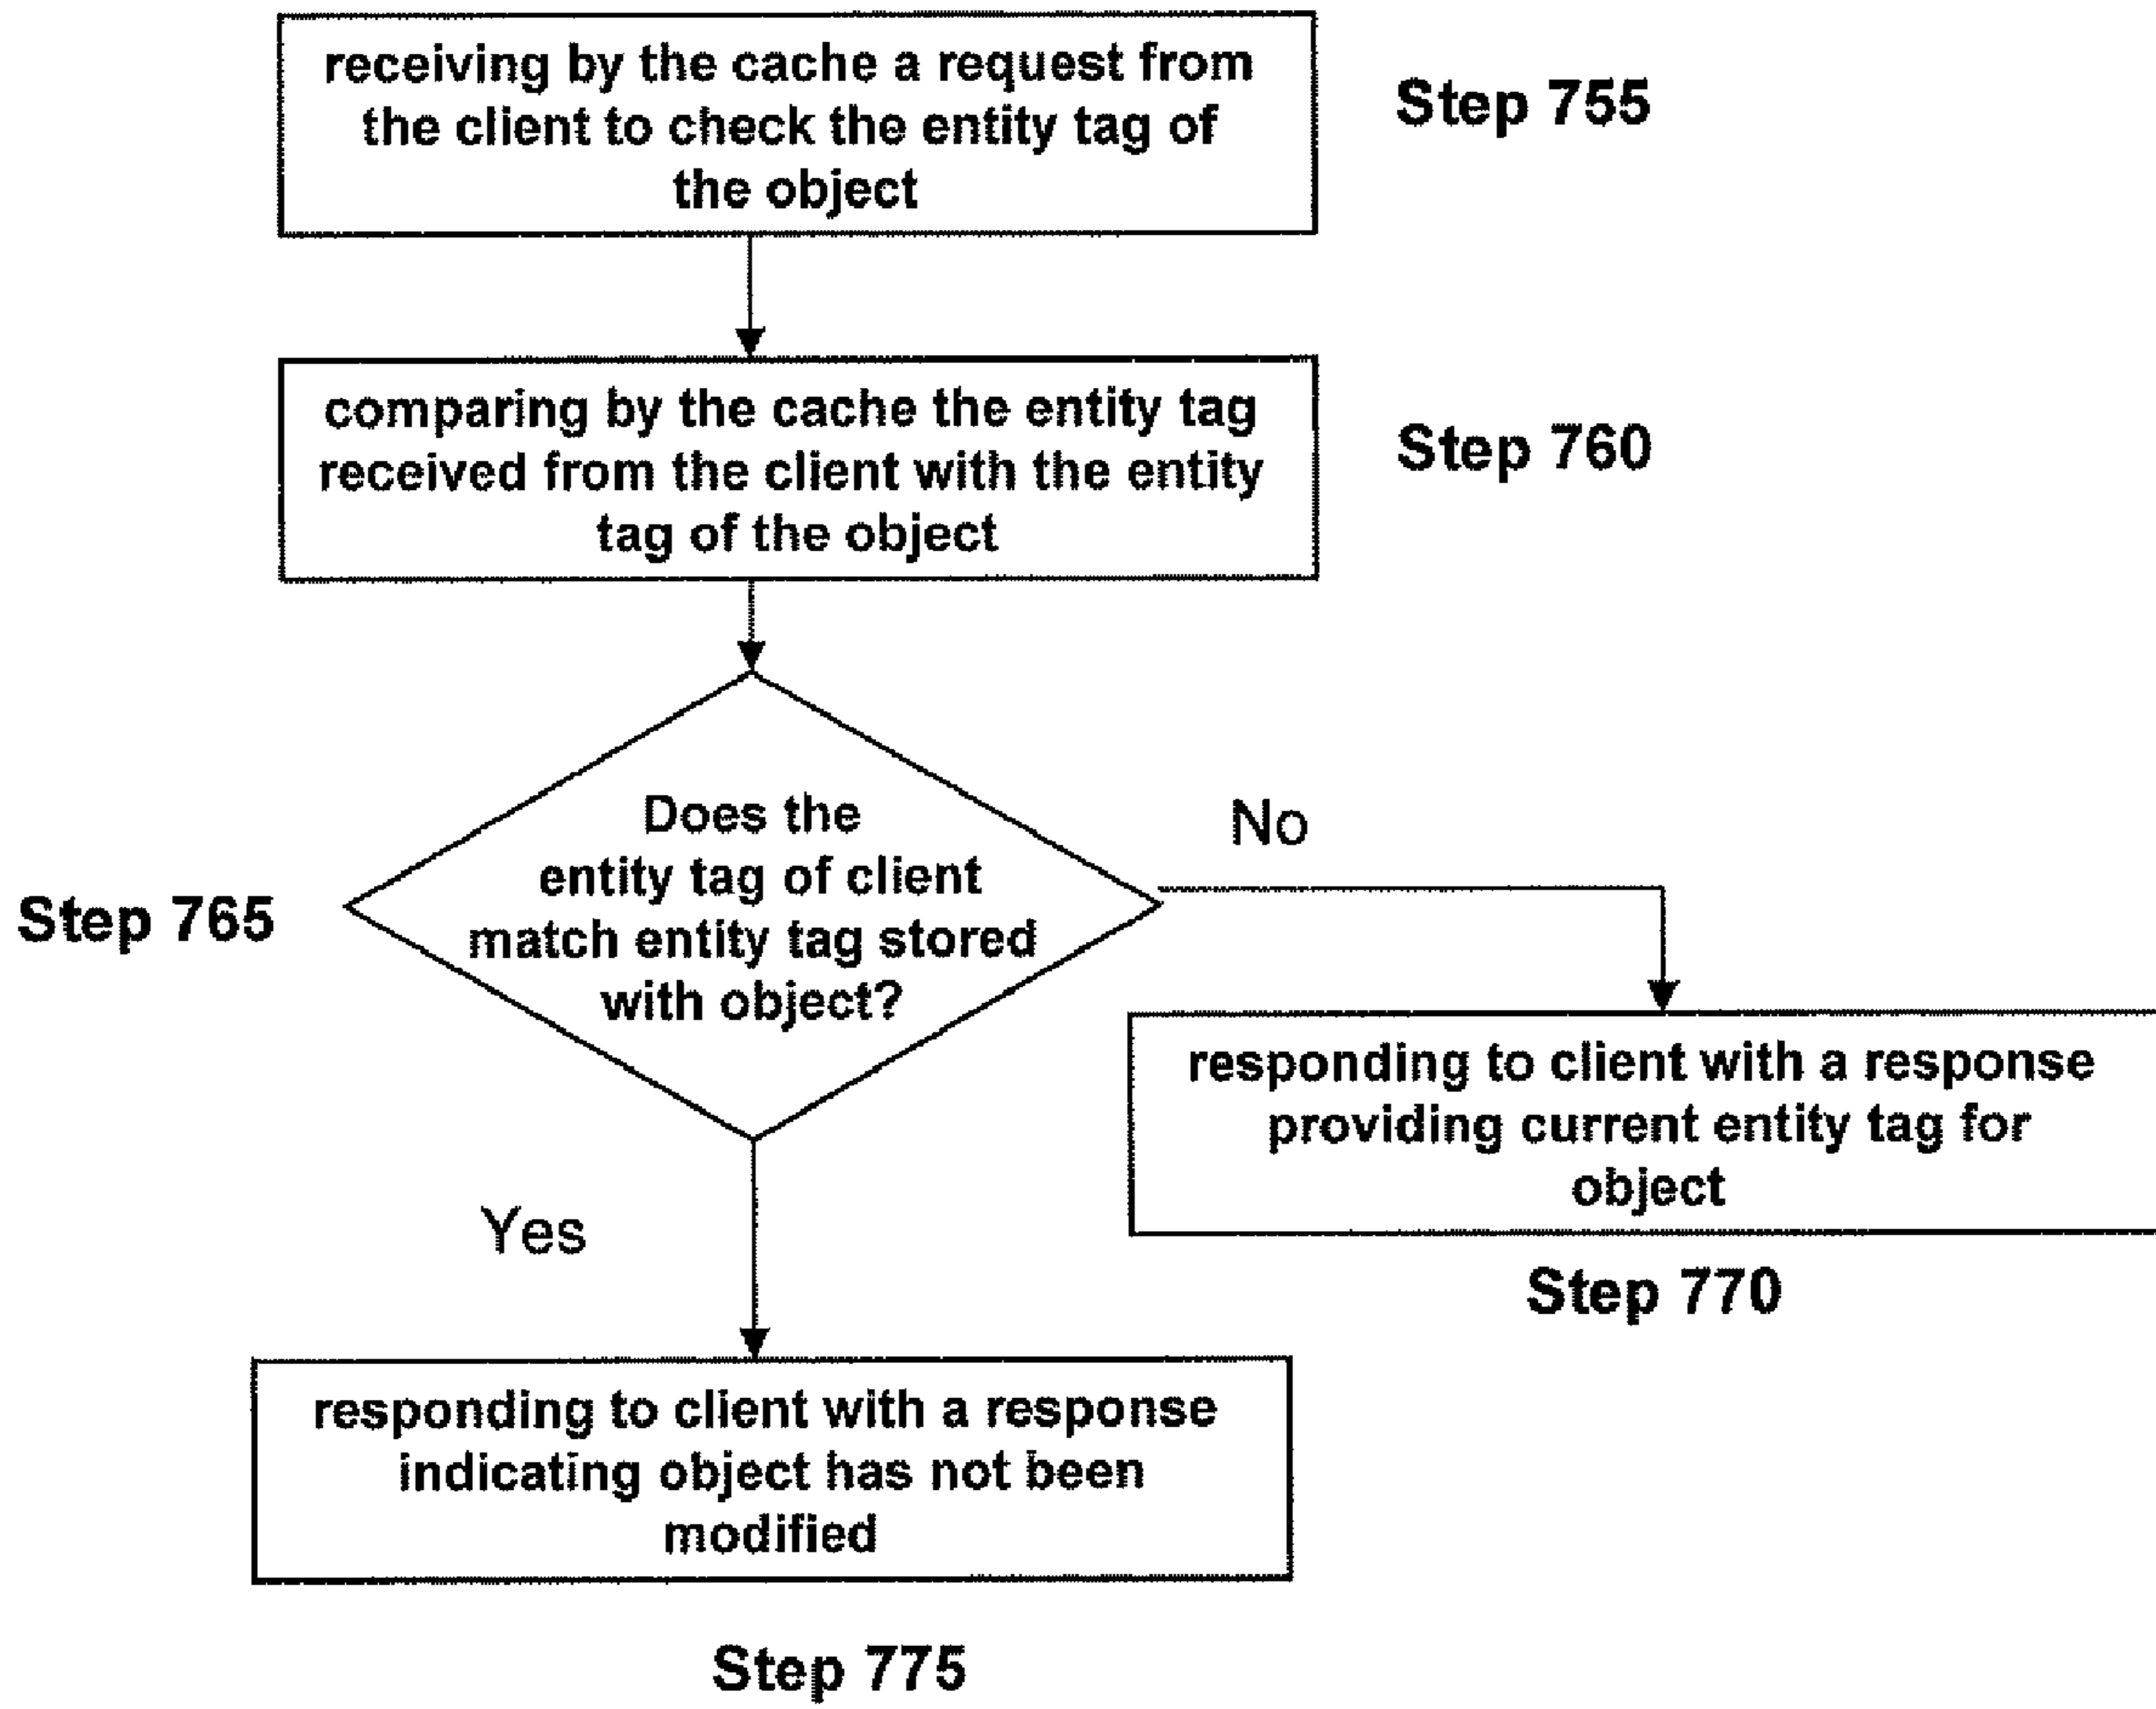 receiving by the cache a request from
the client to check the entity tag of
the object
Step 755
comparing by the cache the entity tag
received from the client with the entity
tag of the object
Step 760
Does the
entity tag of client
match entity tag stored
with object?
Step 765
No
responding to client with a response
providing current entity tag for
object
Step 770
Yes
responding to client with a response
indicating object has not been
modified
Step 775